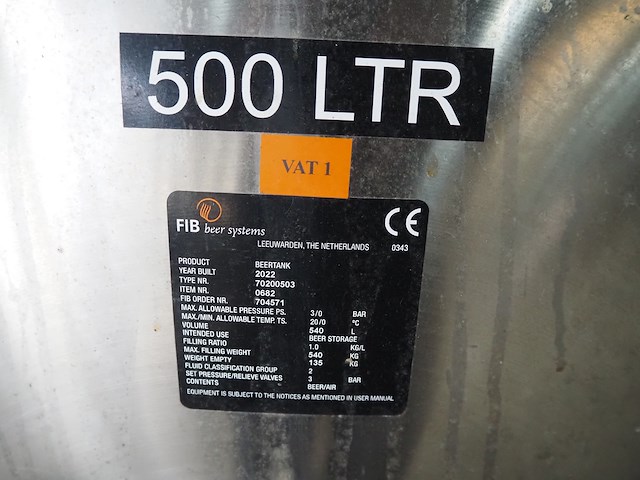 500 LTR
VAT 1
FIB beer systems
CE
LEEUWARDEN, THE NETHERLANDS 0343
PRODUCT BEERTANK
YEAR BUILT 2022
TYPE NR. 70200503
ITEM NR. 0682
FIB ORDER NR. 704571
MAX. ALLOWABLE PRESSURE PS. 3/0 BAR
MAX./MIN. ALLOWABLE TEMP. TS. 20/0 °C
VOLUME 540 L
INTENDED USE BEER STORAGE
FILLING RATIO 1.0 KG/L
MAX. FILLING WEIGHT 540 KG
WEIGHT EMPTY 135 KG
FLUID CLASSIFICATION GROUP 2
SET PRESSURE/RELIEVE VALVES 3 BAR
CONTENTS BEER/AIR
EQUIPMENT IS SUBJECT TO THE NOTICES AS MENTIONED IN USER MANUAL